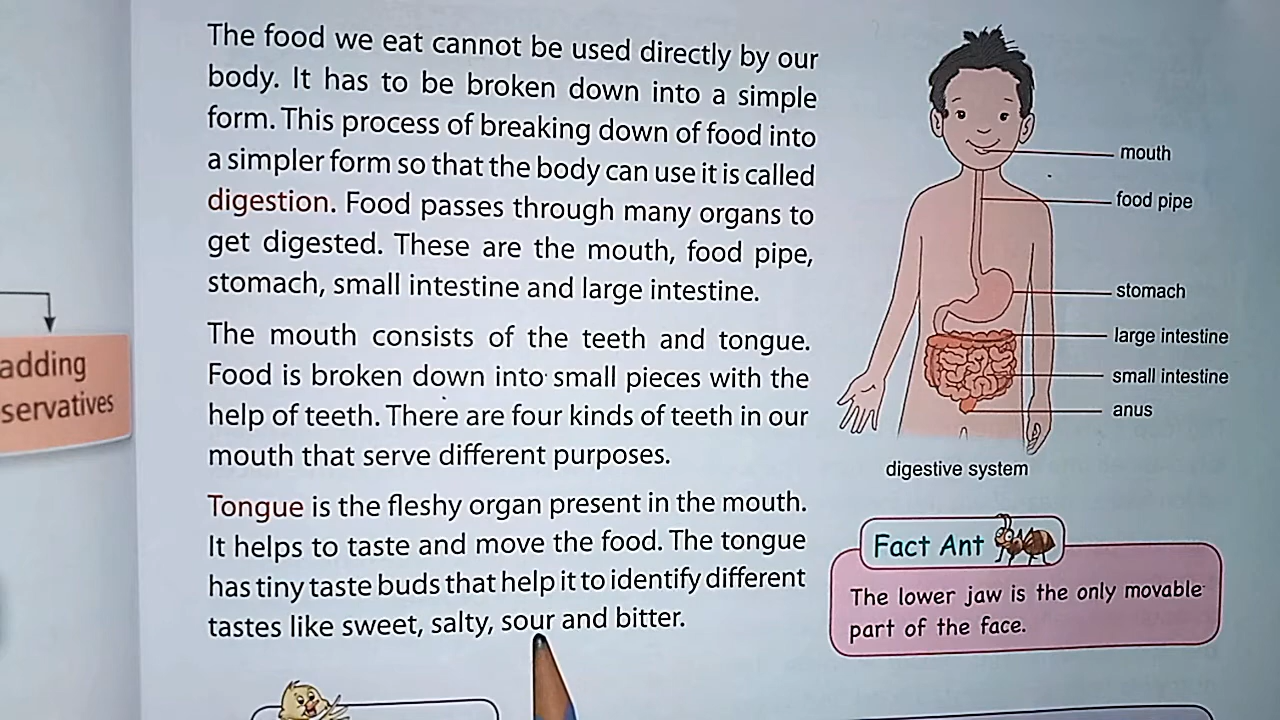 The food we eat cannot be used directly by our
body. It has to be broken down into a simple
form. This process of breaking down of food into
a simpler form so that the body can use it is called
digestion. Food passes through many organs to
get digested. These are the mouth, food pipe,
stomach, small intestine and large intestine.
The mouth consists of the teeth and tongue.
Food is broken down into small pieces with the
help of teeth. There are four kinds of teeth in our
mouth that serve different purposes.
Tongue is the fleshy organ present in the mouth.
It helps to taste and move the food. The tongue
has tiny taste buds that help it to identify different
tastes like sweet, salty, sour and bitter.
adding
servatives
mouth
food pipe
stomach
large intestine
small intestine
anus
digestive system
Fact Ant
The lower jaw is the only movable
part of the face.